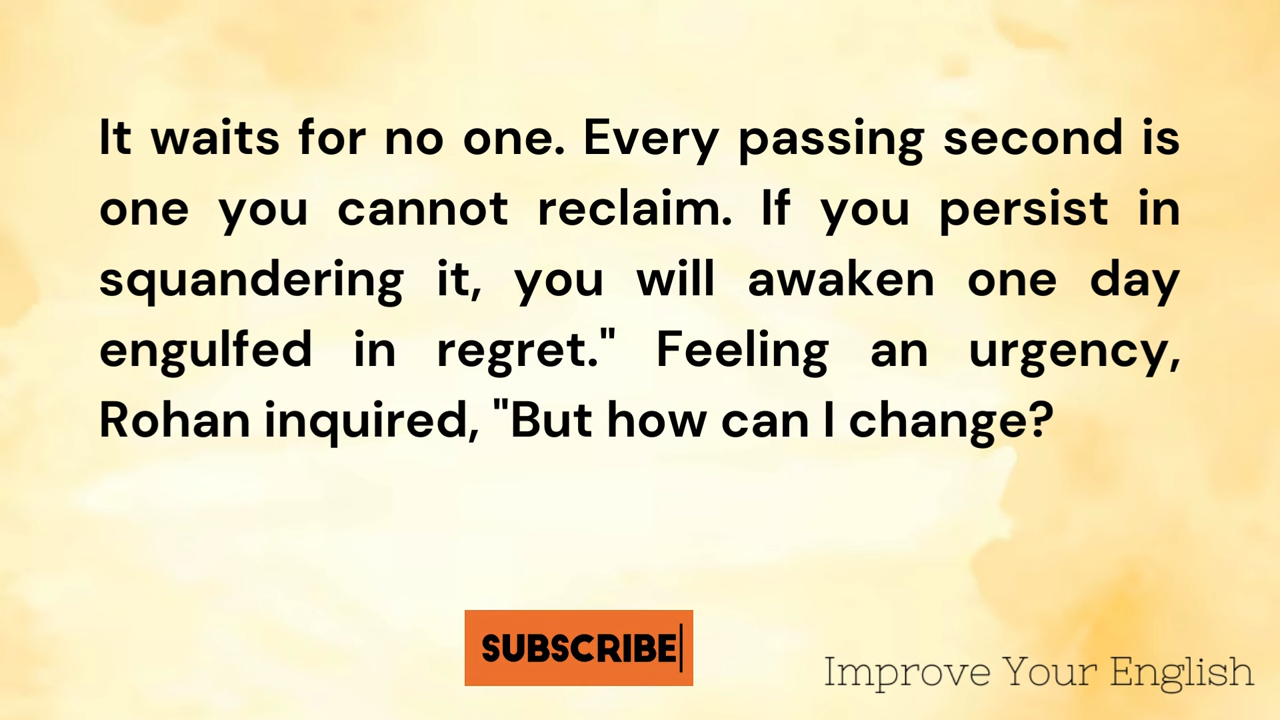 It waits for no one. Every passing second is
one you cannot reclaim. If you persist in
squandering it, you will awaken one day
engulfed in regret." Feeling an urgency,
Rohan inquired, "But how can I change?
SUBSCRIBE
Improve Your English